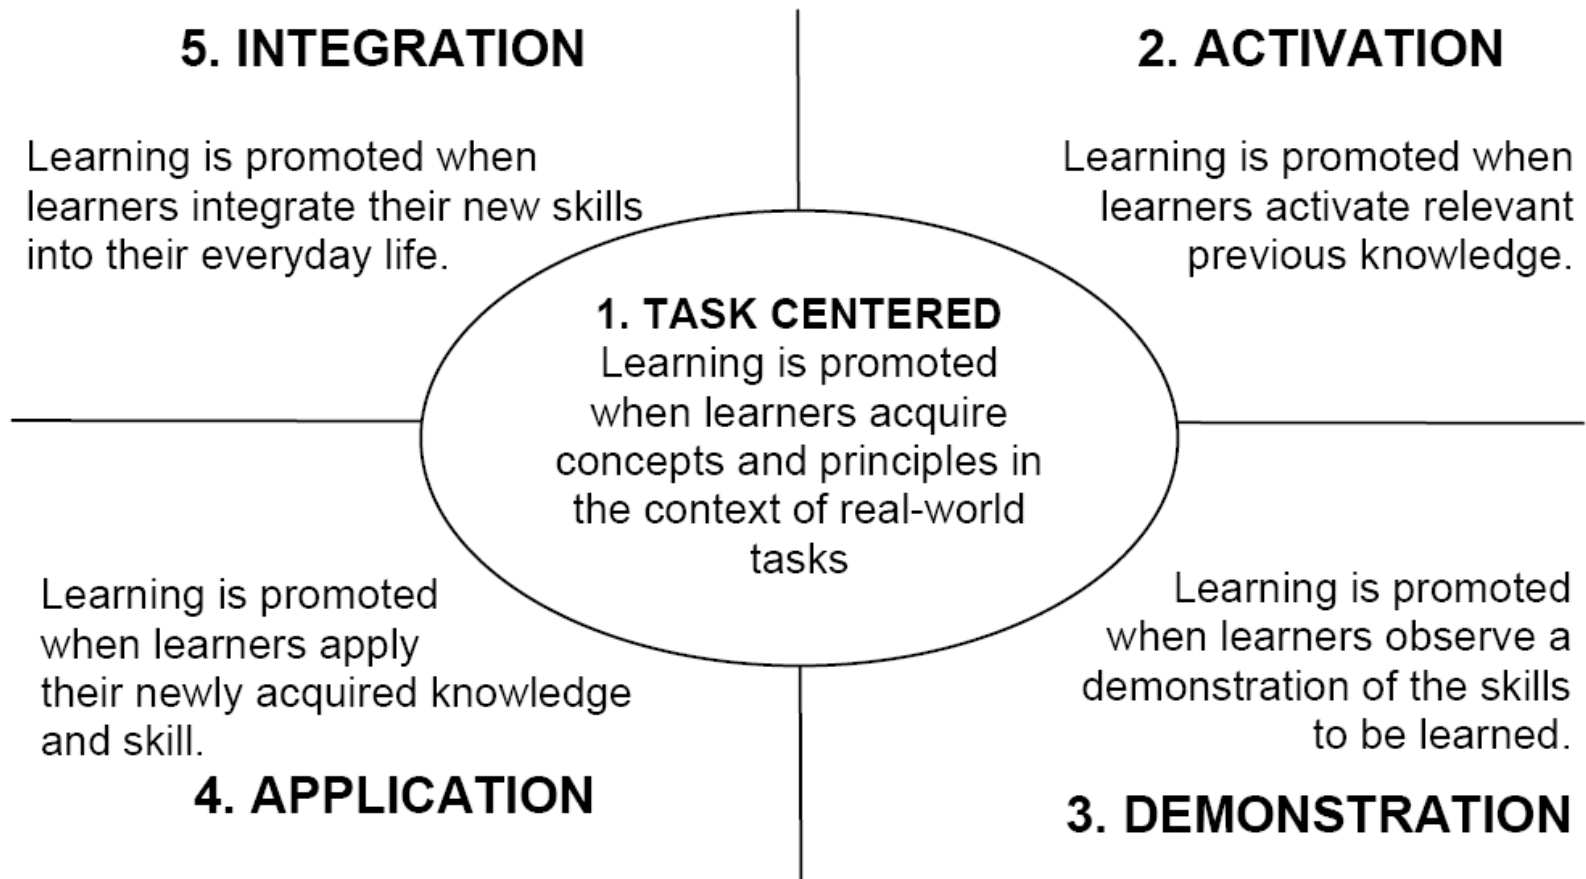 5. INTEGRATION
Learning is promoted when
learners integrate their new skills
into their everyday life.
2. ACTIVATION
Learning is promoted when
learners activate relevant
previous knowledge.
1. TASK CENTERED
Learning is promoted
when learners acquire
concepts and principles in
the context of real-world
tasks
Learning is promoted
when learners apply
their newly acquired knowledge
and skill.
4. APPLICATION
Learning is promoted
when learners observe a
demonstration of the skills
to be learned.
3. DEMONSTRATION